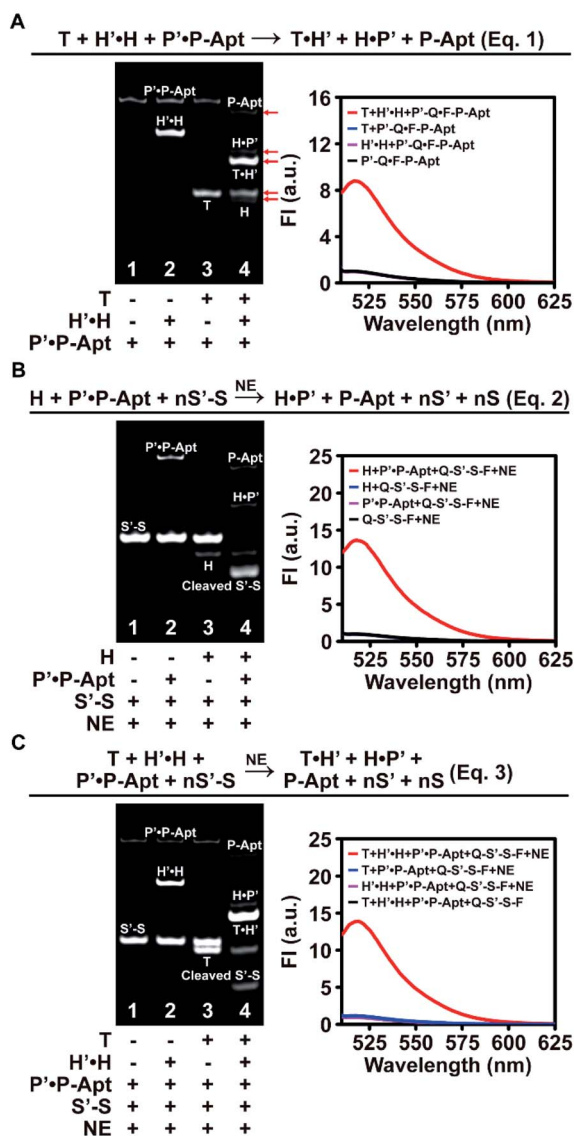 A
T + H'•H + P'•P-Apt → T•H' + H•P' + P-Apt (Eq. 1)
P'•P-Apt
H'•H
P-Apt
H•P'
T•H'
T
H
1 2 3 4
T - - + +
H'•H - + - +
P'•P-Apt + + + +
FI (a.u.)
16
12
8
4
0
T+H'•H+P'-Q•F-P-Apt
T+P'-Q•F-P-Apt
H'•H+P'-Q•F-P-Apt
P'-Q•F-P-Apt
525 550 575 600 625
Wavelength (nm)
B
H + P'•P-Apt + nS'-S NE → H•P' + P-Apt + nS' + nS (Eq. 2)
P'•P-Apt
P-Apt
H•P'
S'-S
H
Cleaved S'-S
1 2 3 4
H - - + +
P'•P-Apt - + - +
S'-S + + + +
NE + + + +
FI (a.u.)
25
20
15
10
5
0
H+P'•P-Apt+Q-S'-S-F+NE
H+Q-S'-S-F+NE
P'•P-Apt+Q-S'-S-F+NE
Q-S'-S-F+NE
525 550 575 600 625
Wavelength (nm)
C
T + H'•H + NE T•H' + H•P' +
P'•P-Apt + nS'-S → P-Apt + nS' + nS (Eq. 3)
P'•P-Apt
P-Apt
H'•H
H•P'
T•H'
S'-S
T
Cleaved S'-S
1 2 3 4
T - - + +
H'•H - + - +
P'•P-Apt + + + +
S'-S + + + +
NE + + + +
FI (a.u.)
25
20
15
10
5
0
T+H'•H+P'•P-Apt+Q-S'-S-F+NE
T+P'•P-Apt+Q-S'-S-F+NE
H'•H+P'•P-Apt+Q-S'-S-F+NE
T+H'•H+P'•P-Apt+Q-S'-S-F
525 550 575 600 625
Wavelength (nm)